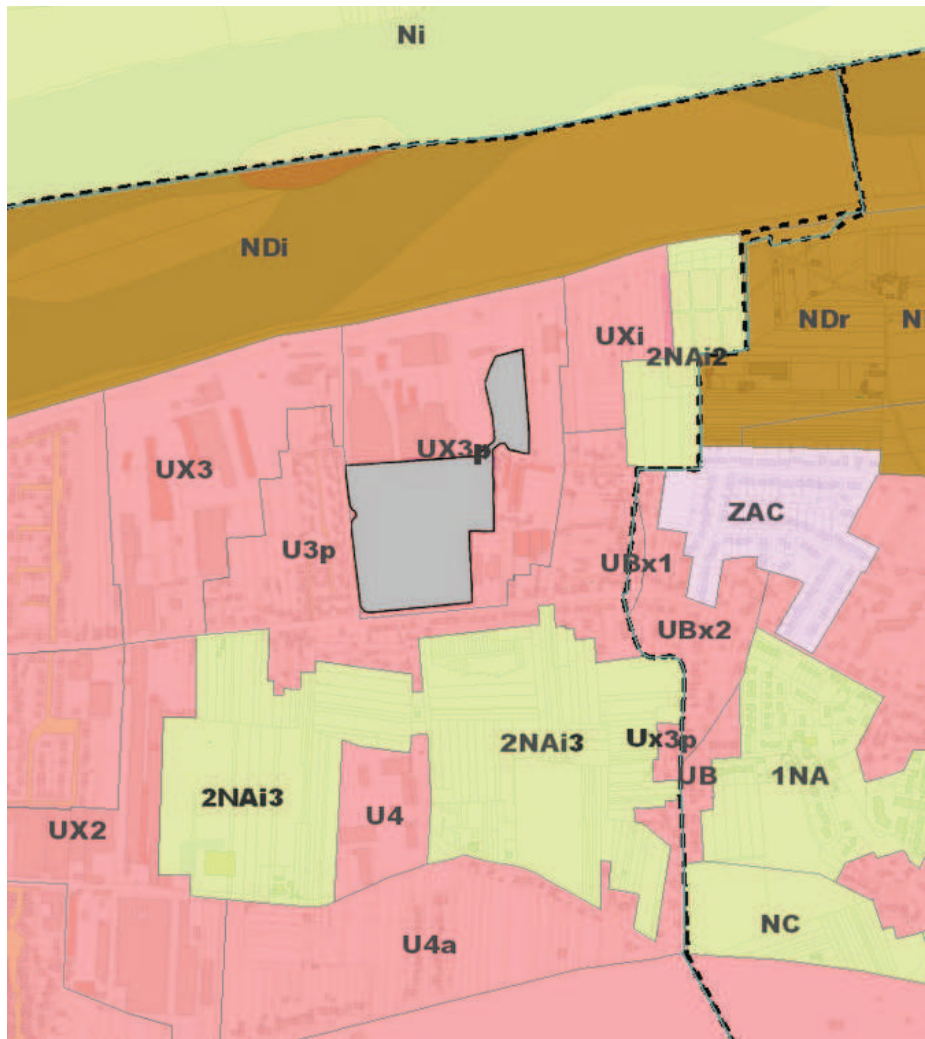 Ni
NDi
NDr
N
UXi
2NAi2
UX3p
UX3
ZAC
U3p
UBx1
UBx2
Ux3p
2NAi3
UB
1NA
2NAi3
U4
UX2
NC
U4a